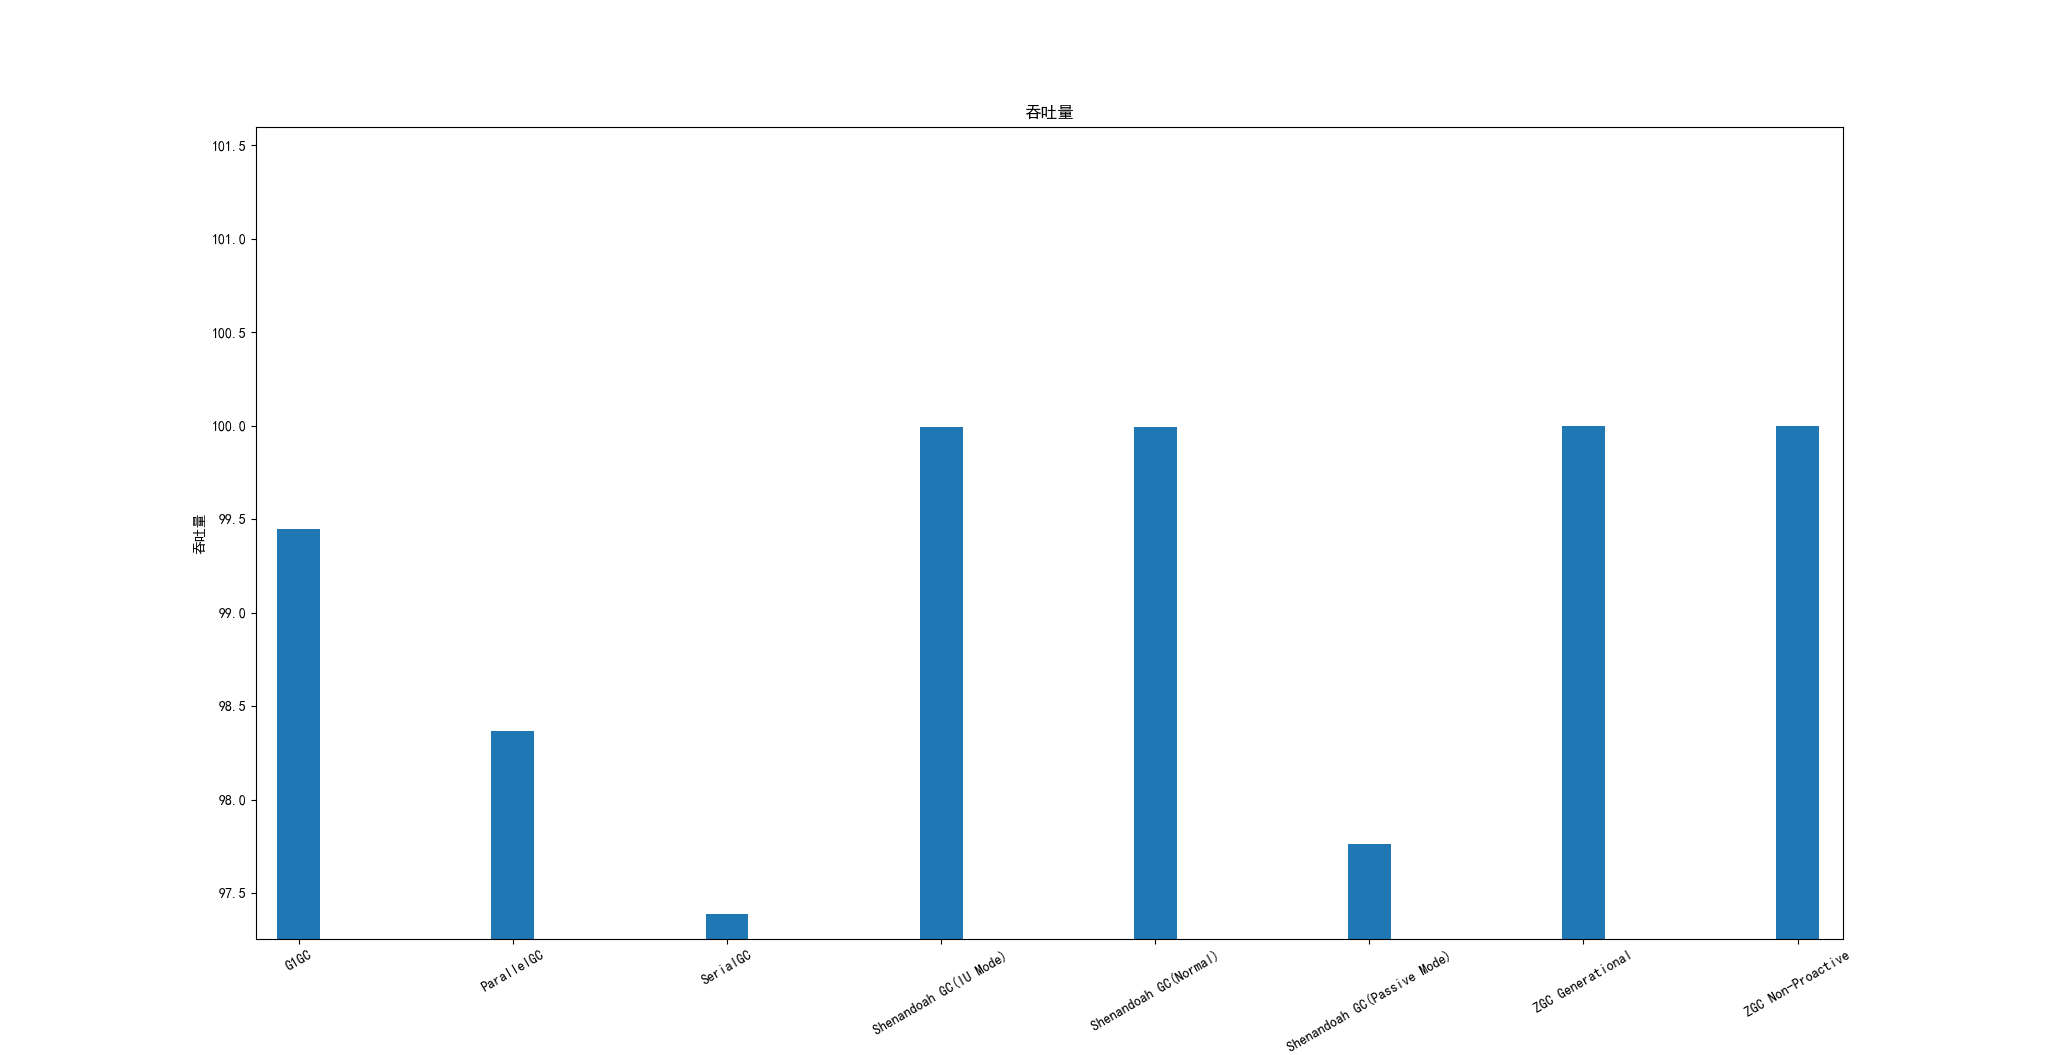 吞吐量
101.5
101.0
100.5
100.0
99.5
99.0
98.5
98.0
97.5
吞吐量
G1GC
ParallelGC
SerialGC
Shenandoah GC(IU Mode)
Shenandoah GC(Normal)
Shenandoah GC(Passive Mode)
ZGC Generational
ZGC Non-Proactive